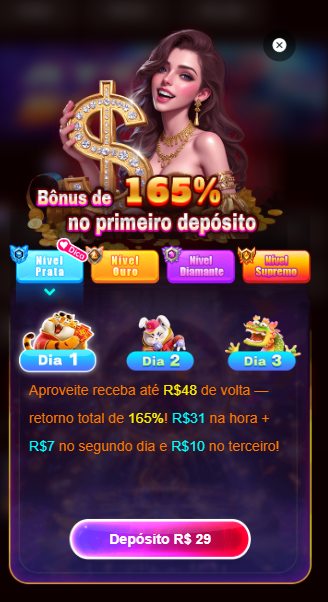 Bônus de 165%
no primeiro depósito
Dica
Nível Prata
Nível Ouro
Nível Diamante
Nível Supremo
Dia 1
Dia 2
Dia 3
Aproveite receba até R$48 de volta —
retorno total de 165%! R$31 na hora +
R$7 no segundo dia e R$10 no terceiro!
Depósito R$ 29